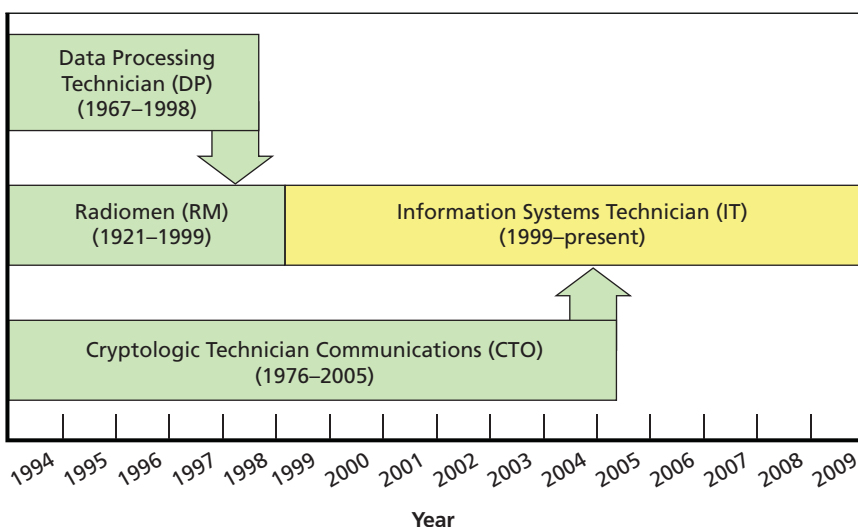 Data Processing
Technician (DP)
(1967–1998)
Radiomen (RM)
(1921–1999)
Information Systems Technician (IT)
(1999–present)
Cryptologic Technician Communications (CTO)
(1976–2005)
1994 1995 1996 1997 1998 1999 2000 2001 2002 2003 2004 2005 2006 2007 2008 2009
Year